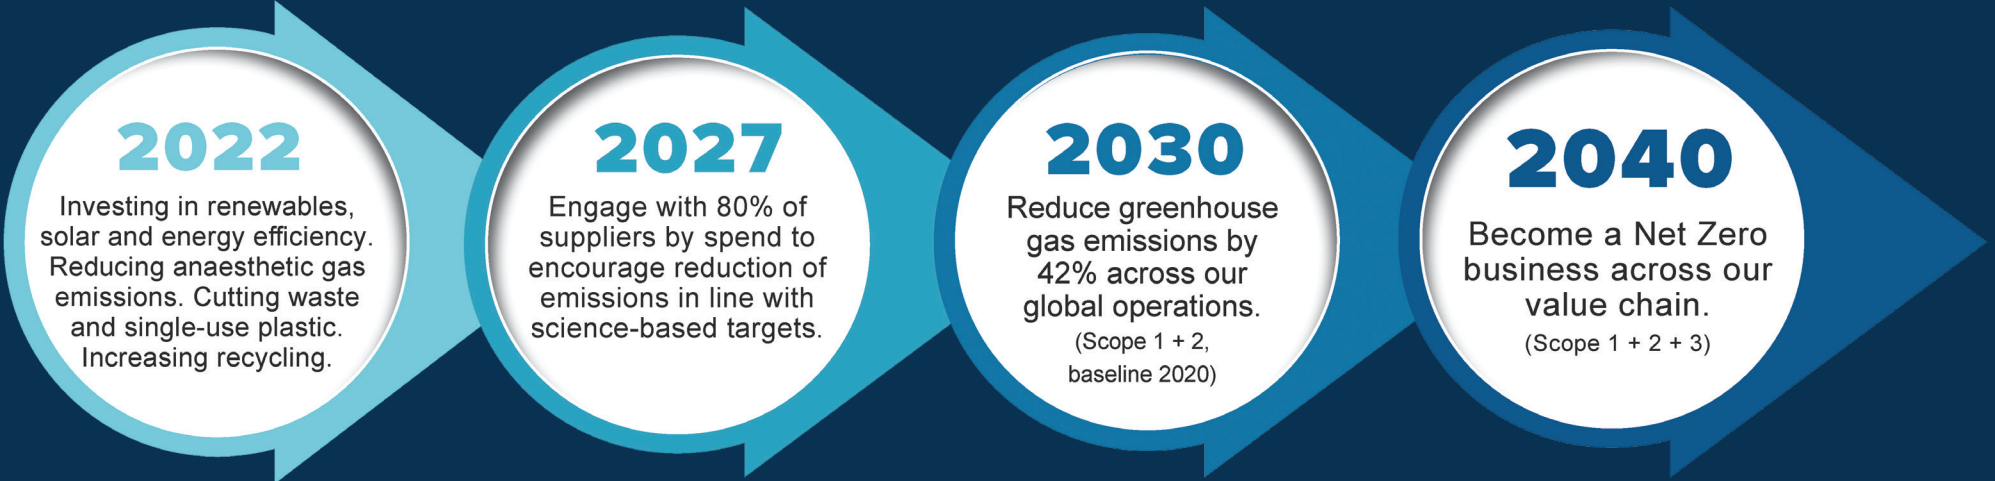 2022
Investing in renewables,
solar and energy efficiency.
Reducing anaesthetic gas
emissions. Cutting waste
and single-use plastic.
Increasing recycling.
2027
Engage with 80% of
suppliers by spend to
encourage reduction of
emissions in line with
science-based targets.
2030
Reduce greenhouse
gas emissions by
42% across our
global operations.
(Scope 1 + 2,
baseline 2020)
2040
Become a Net Zero
business across our
value chain.
(Scope 1 + 2 + 3)